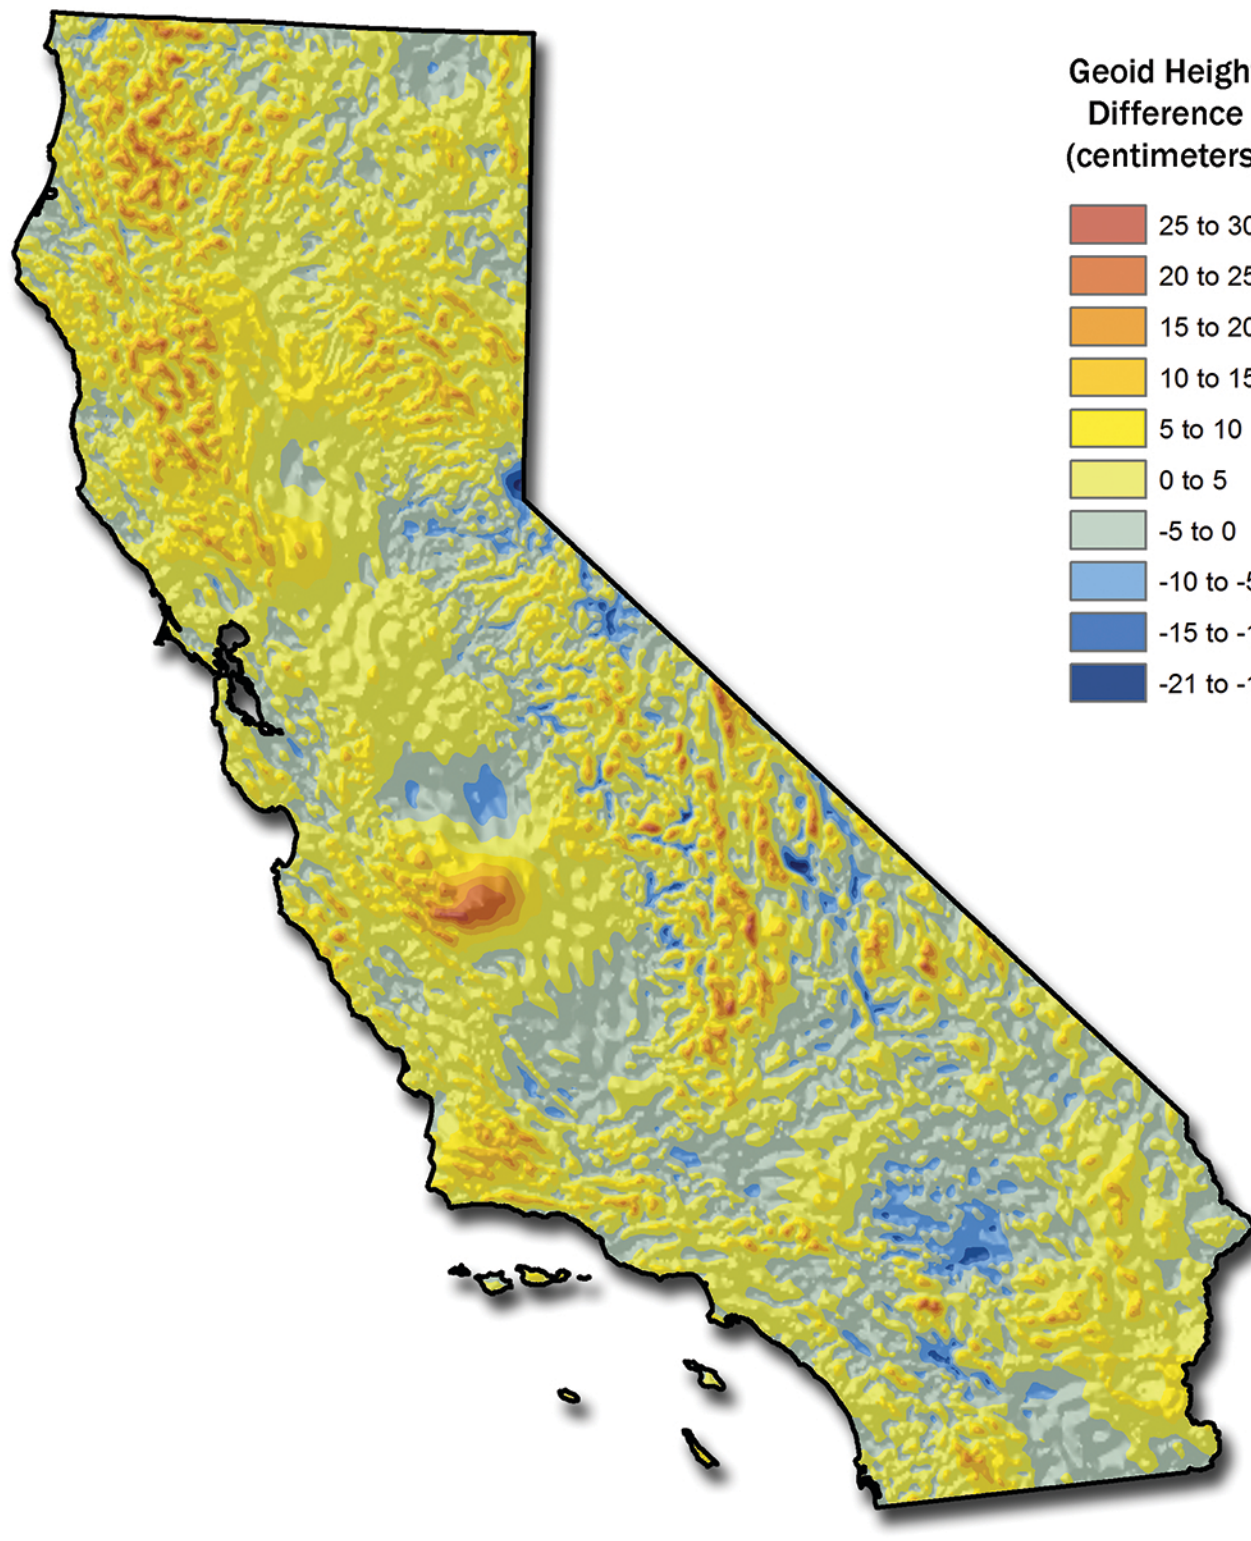 Geoid Heigh
Difference
(centimeters
25 to 30
20 to 25
15 to 20
10 to 15
5 to 10
0 to 5
-5 to 0
-10 to -5
-15 to -1
-21 to -1